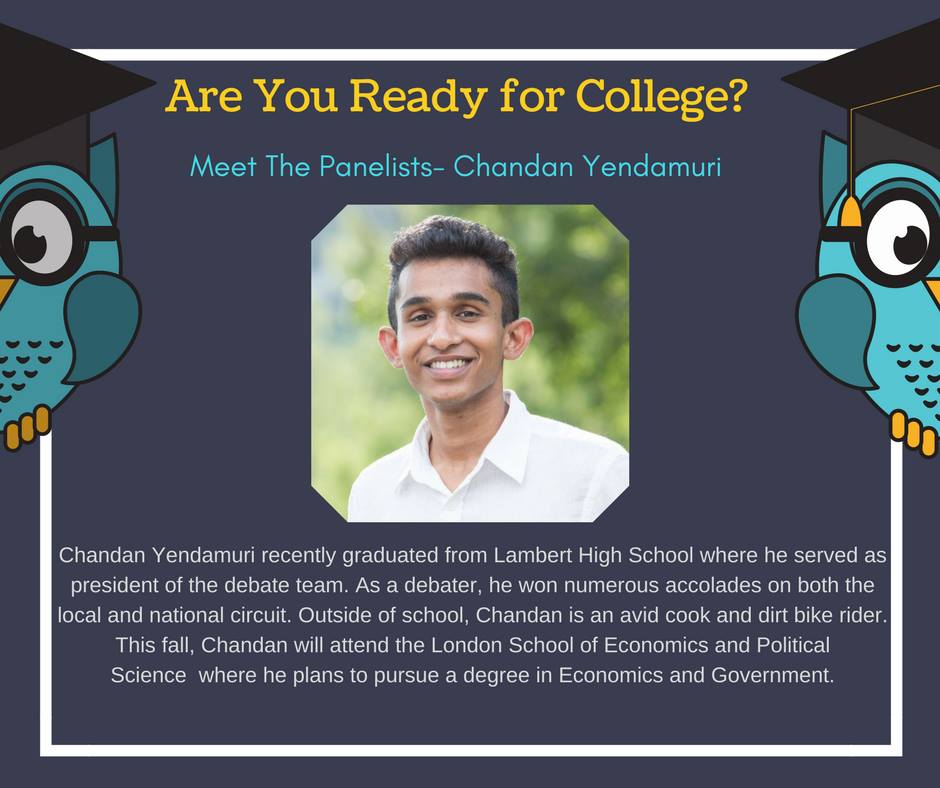 Are You Ready for College?
Meet The Panelists- Chandan Yendamuri
Chandan Yendamuri recently graduated from Lambert High School where he served as
president of the debate team. As a debater, he won numerous accolades on both the
local and national circuit. Outside of school, Chandan is an avid cook and dirt bike rider.
This fall, Chandan will attend the London School of Economics and Political
Science  where he plans to pursue a degree in Economics and Government.